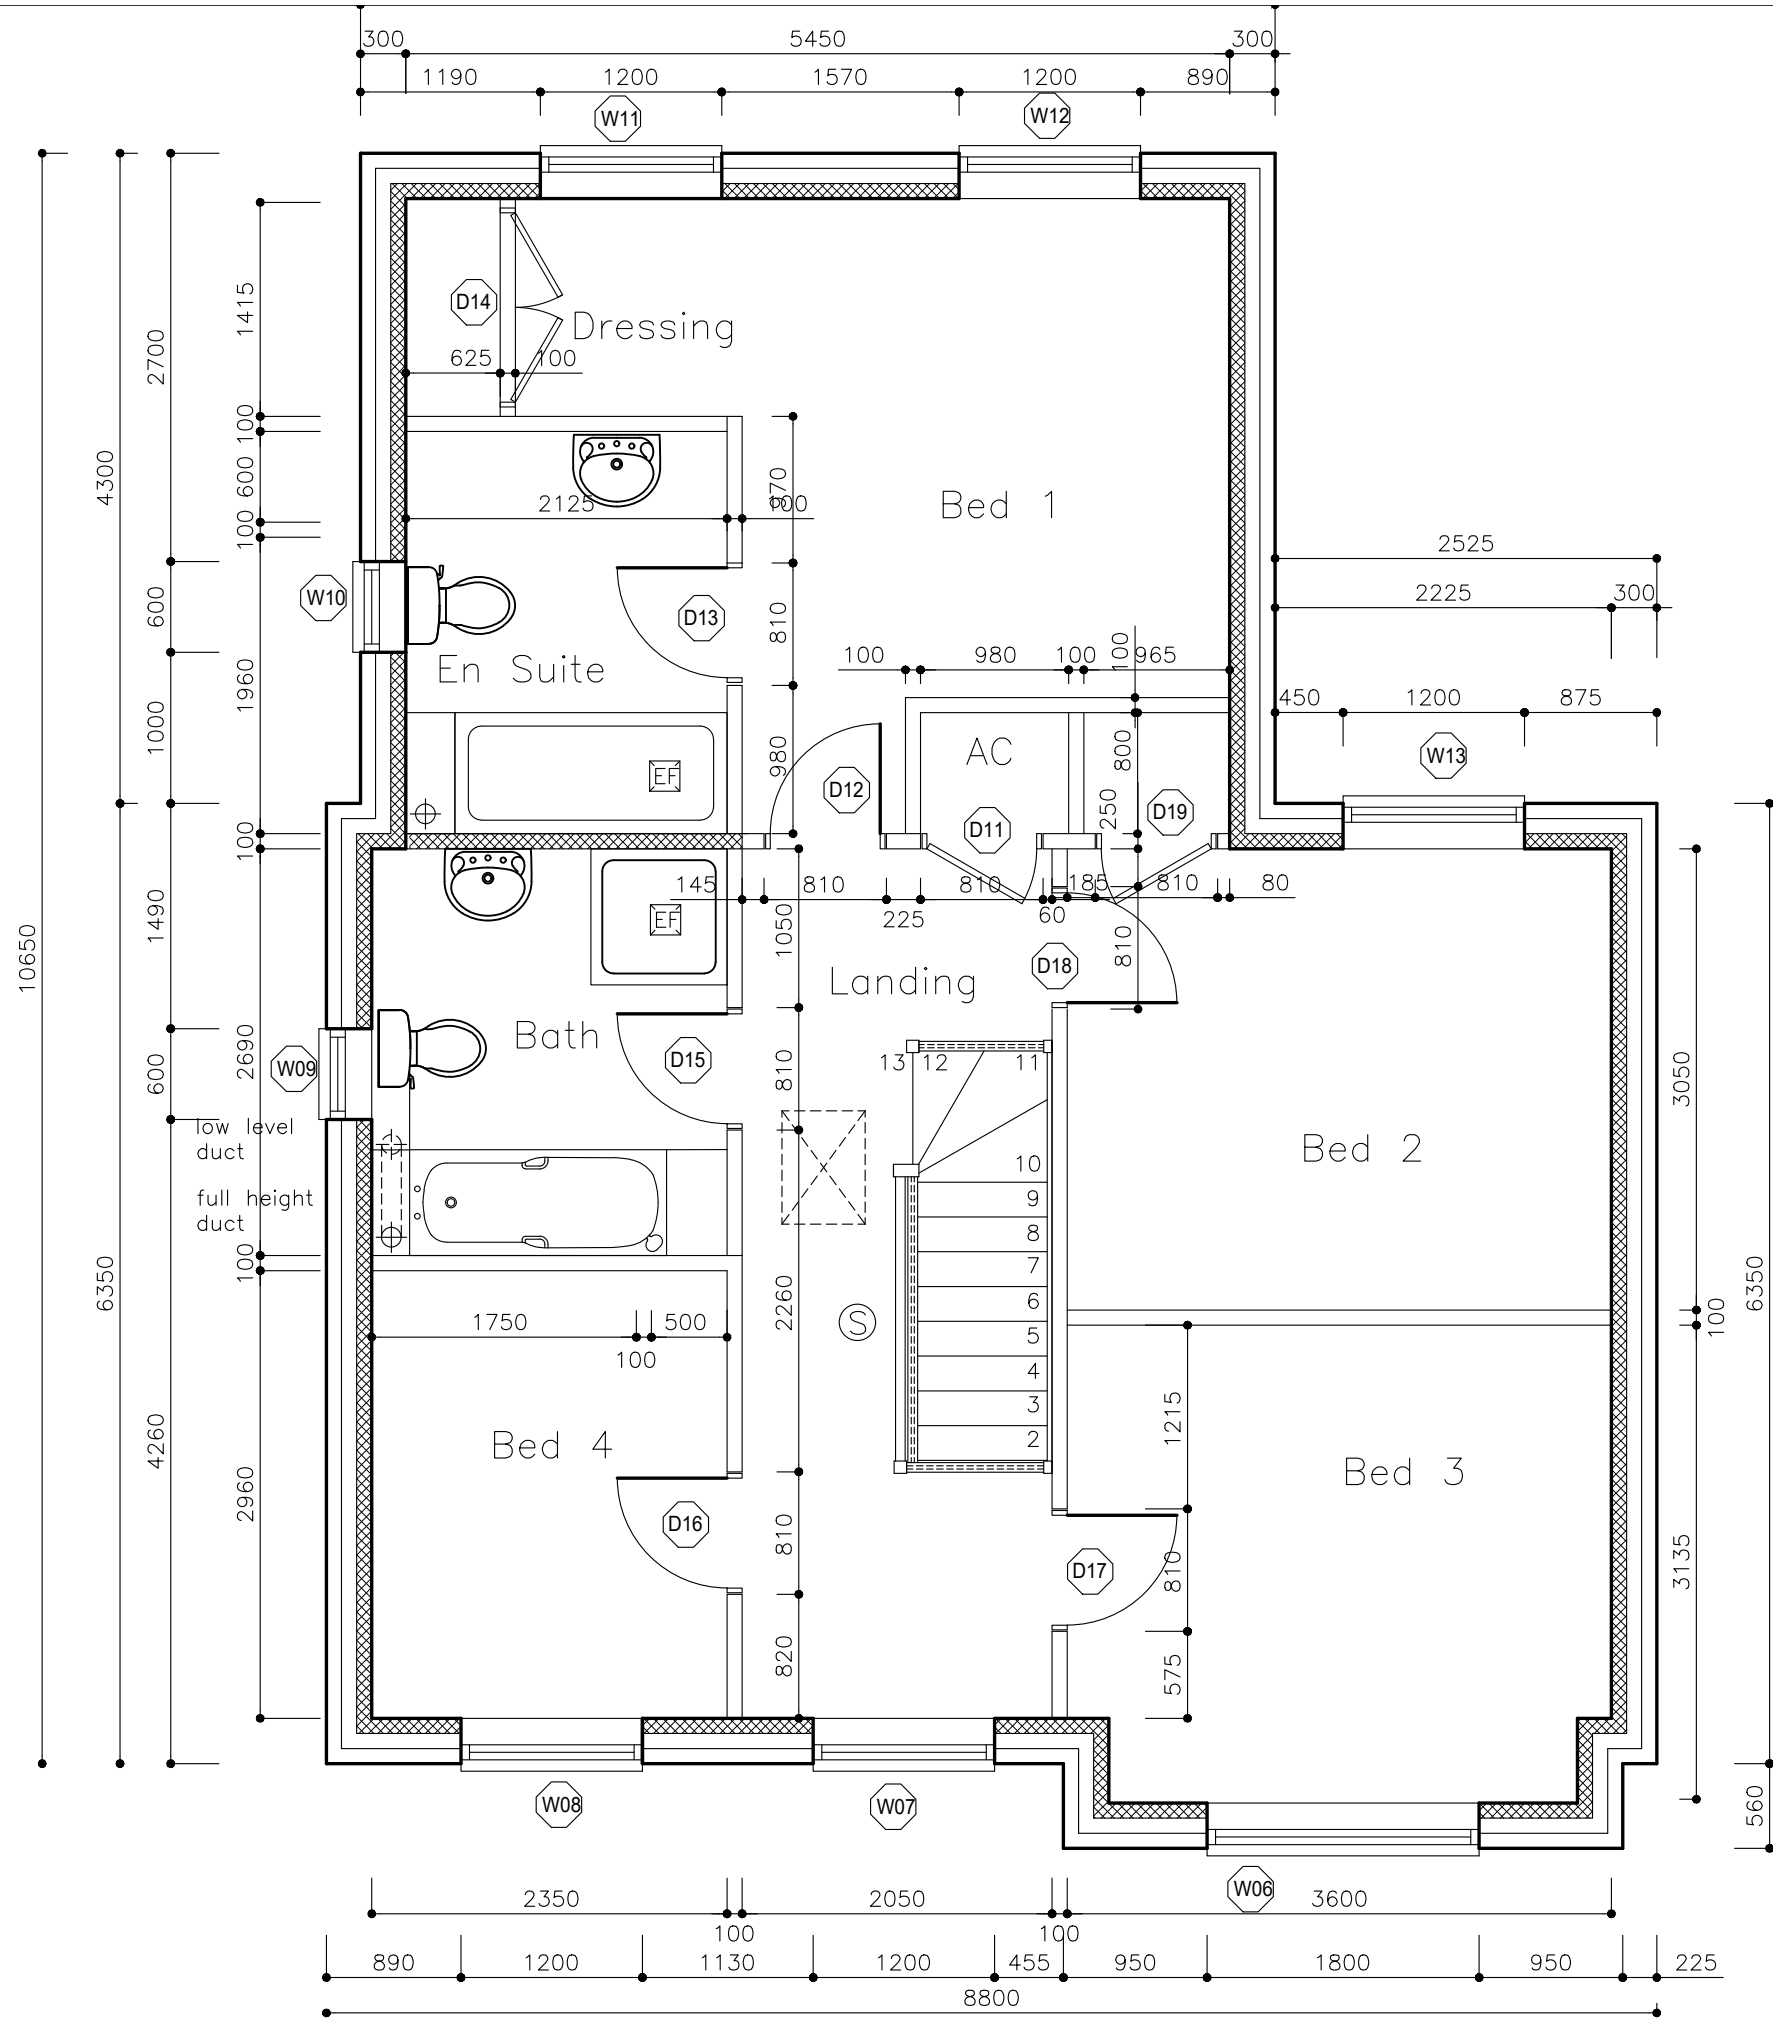 300 5450 300
1190 1200 1570 1200 890
W11 W12
D14
Dressing
625 100
1415
2700
100
4300
600
970
2125 100
Bed 1
100
2525
2225 300
W10
600
D13
810
En Suite
1960
100 980 100 965
100
450 1200 875
1000
980
AC
800
W13
EF
D12
250
D19
D11
100
145 810 810 185 810 80
225 60
1490
EF
1050
810
10650
D18
Landing
Bath
2690
W09
600
D15
810
13 12 11
3050
low level
duct
full height
duct
10
9
8
7
6
5
4
3
2
Bed 2
100
6350
2260
6350
1750 500
100
S
100
4260
2960
Bed 4
1215
Bed 3
D16
810
D17
810
3135
820
575
W08 W07
560
W06
2350 2050 3600
100 100
890 1200 1130 1200 455 950 1800 950 225
8800